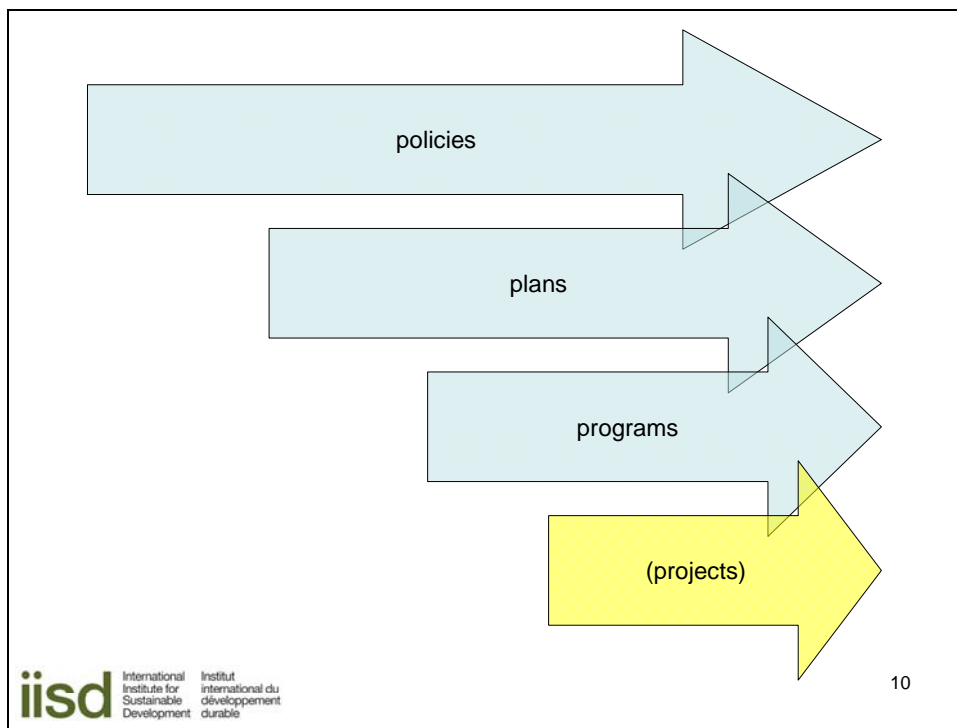 policies
plans
programs
(projects)
iisd
International
Institute for
Sustainable
Development
Institut
international du
développement
durable
10